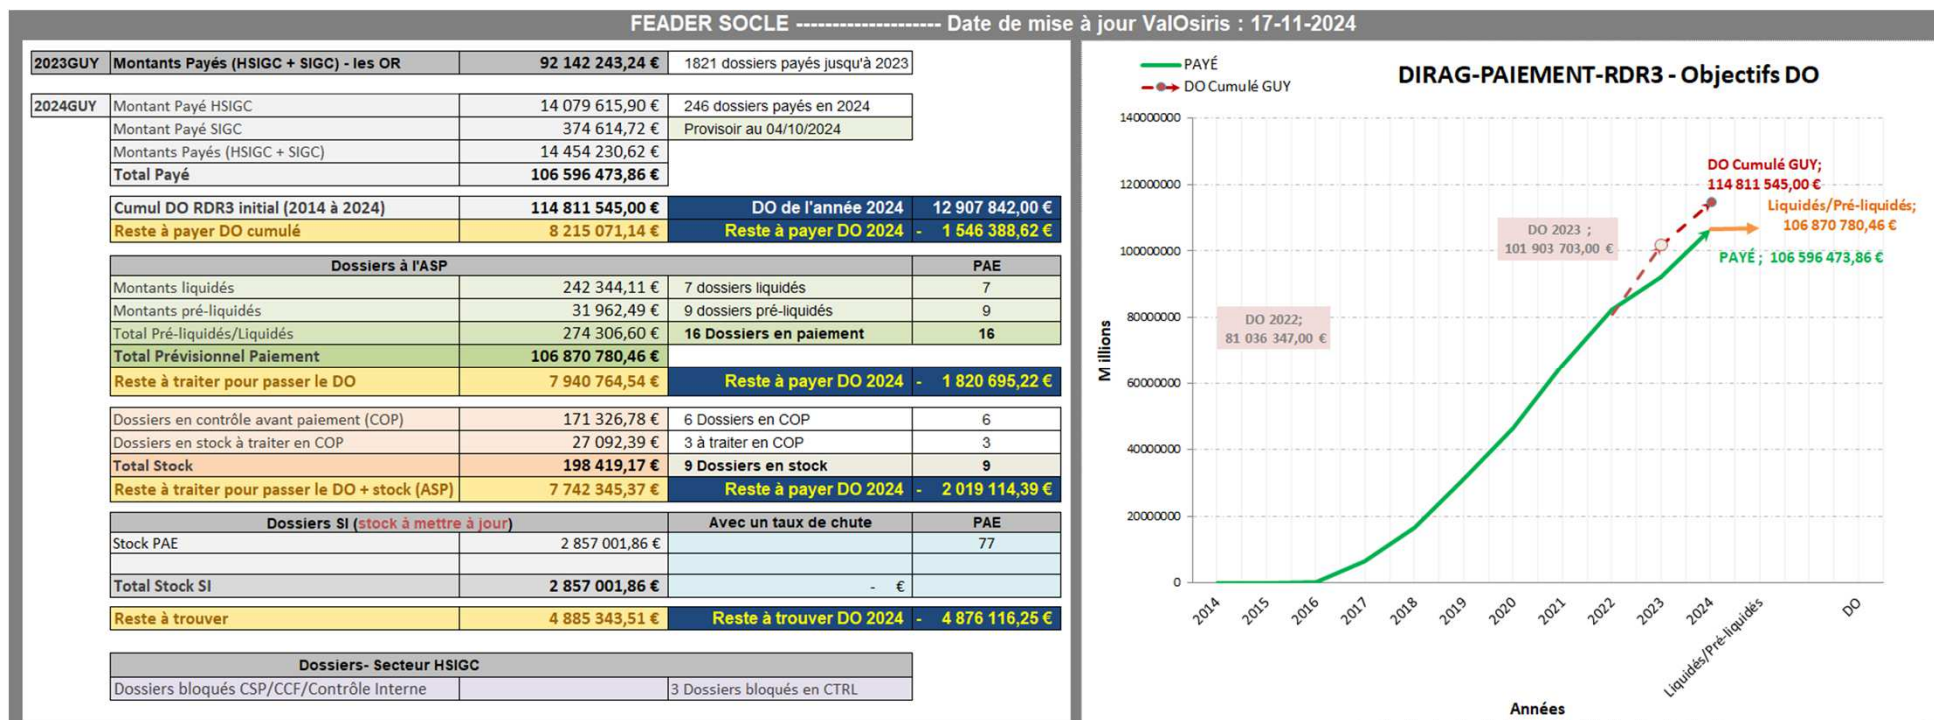 FEADER SOCLE -------------------- Date de mise à jour ValOsiris : 17-11-2024
2023GUY Montants Payés (HSIGC + SIGC) - les OR 92 142 243,24 € 1821 dossiers payés jusqu'à 2023
2024GUY Montant Payé HSIGC 14 079 615,90 € 246 dossiers payés en 2024
Montant Payé SIGC 374 614,72 € Provisoir au 04/10/2024
Montants Payés (HSIGC + SIGC) 14 454 230,62 €
Total Payé 106 596 473,86 €
Cumul DO RDR3 initial (2014 à 2024) 114 811 545,00 € DO de l'année 2024 12 907 842,00 €
Reste à payer DO cumulé 8 215 071,14 € Reste à payer DO 2024 - 1 546 388,62 €
Dossiers à l'ASP PAE
Montants liquidés 242 344,11 € 7 dossiers liquidés 7
Montants pré-liquidés 31 962,49 € 9 dossiers pré-liquidés 9
Total Pré-liquidés/Liquidés 274 306,60 € 16 Dossiers en paiement 16
Total Prévisionnel Paiement 106 870 780,46 €
Reste à traiter pour passer le DO 7 940 764,54 € Reste à payer DO 2024 - 1 820 695,22 €
Dossiers en contrôle avant paiement (COP) 171 326,78 € 6 Dossiers en COP 6
Dossiers en stock à traiter en COP 27 092,39 € 3 à traiter en COP 3
Total Stock 198 419,17 € 9 Dossiers en stock 9
Reste à traiter pour passer le DO + stock (ASP) 7 742 345,37 € Reste à payer DO 2024 - 2 019 114,39 €
Dossiers SI (stock à mettre à jour) Avec un taux de chute PAE
Stock PAE 2 857 001,86 € 77
Total Stock SI 2 857 001,86 € - €
Reste à trouver 4 885 343,51 € Reste à trouver DO 2024 - 4 876 116,25 €
Dossiers- Secteur HSIGC
Dossiers bloqués CSP/CCF/Contrôle Interne 3 Dossiers bloqués en CTRL
PAYÉ
DO Cumulé GUY
DIRAG-PAIEMENT-RDR3 - Objectifs DO
140000000
120000000
100000000
80000000
60000000
40000000
20000000
0
Millions
DO Cumulé GUY;
114 811 545,00 €
Liquidés/Pré-liquidés;
106 870 780,46 €
PAYÉ ; 106 596 473,86 €
DO 2023 ;
101 903 703,00 €
DO 2022;
81 036 347,00 €
2014 2015 2016 2017 2018 2019 2020 2021 2022 2023 2024 Liquidés/Pré-liquidés DO
Années